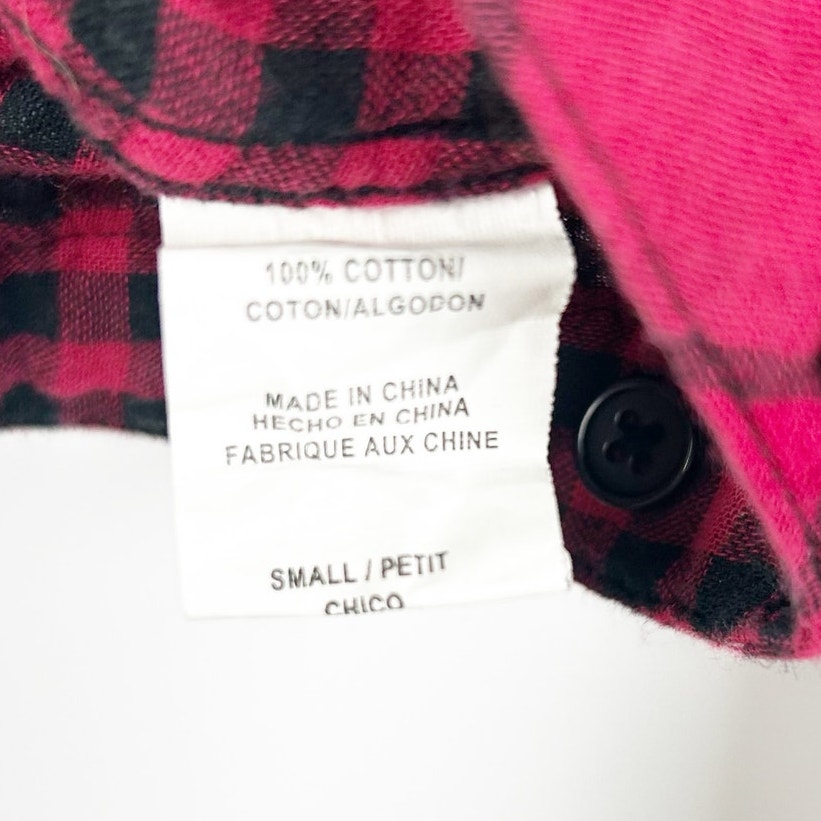 100% COTTON/
COTON/ALGODON
MADE IN CHINA
HECHO EN CHINA
FABRIQUE AUX CHINE
SMALL / PETIT
CHICO